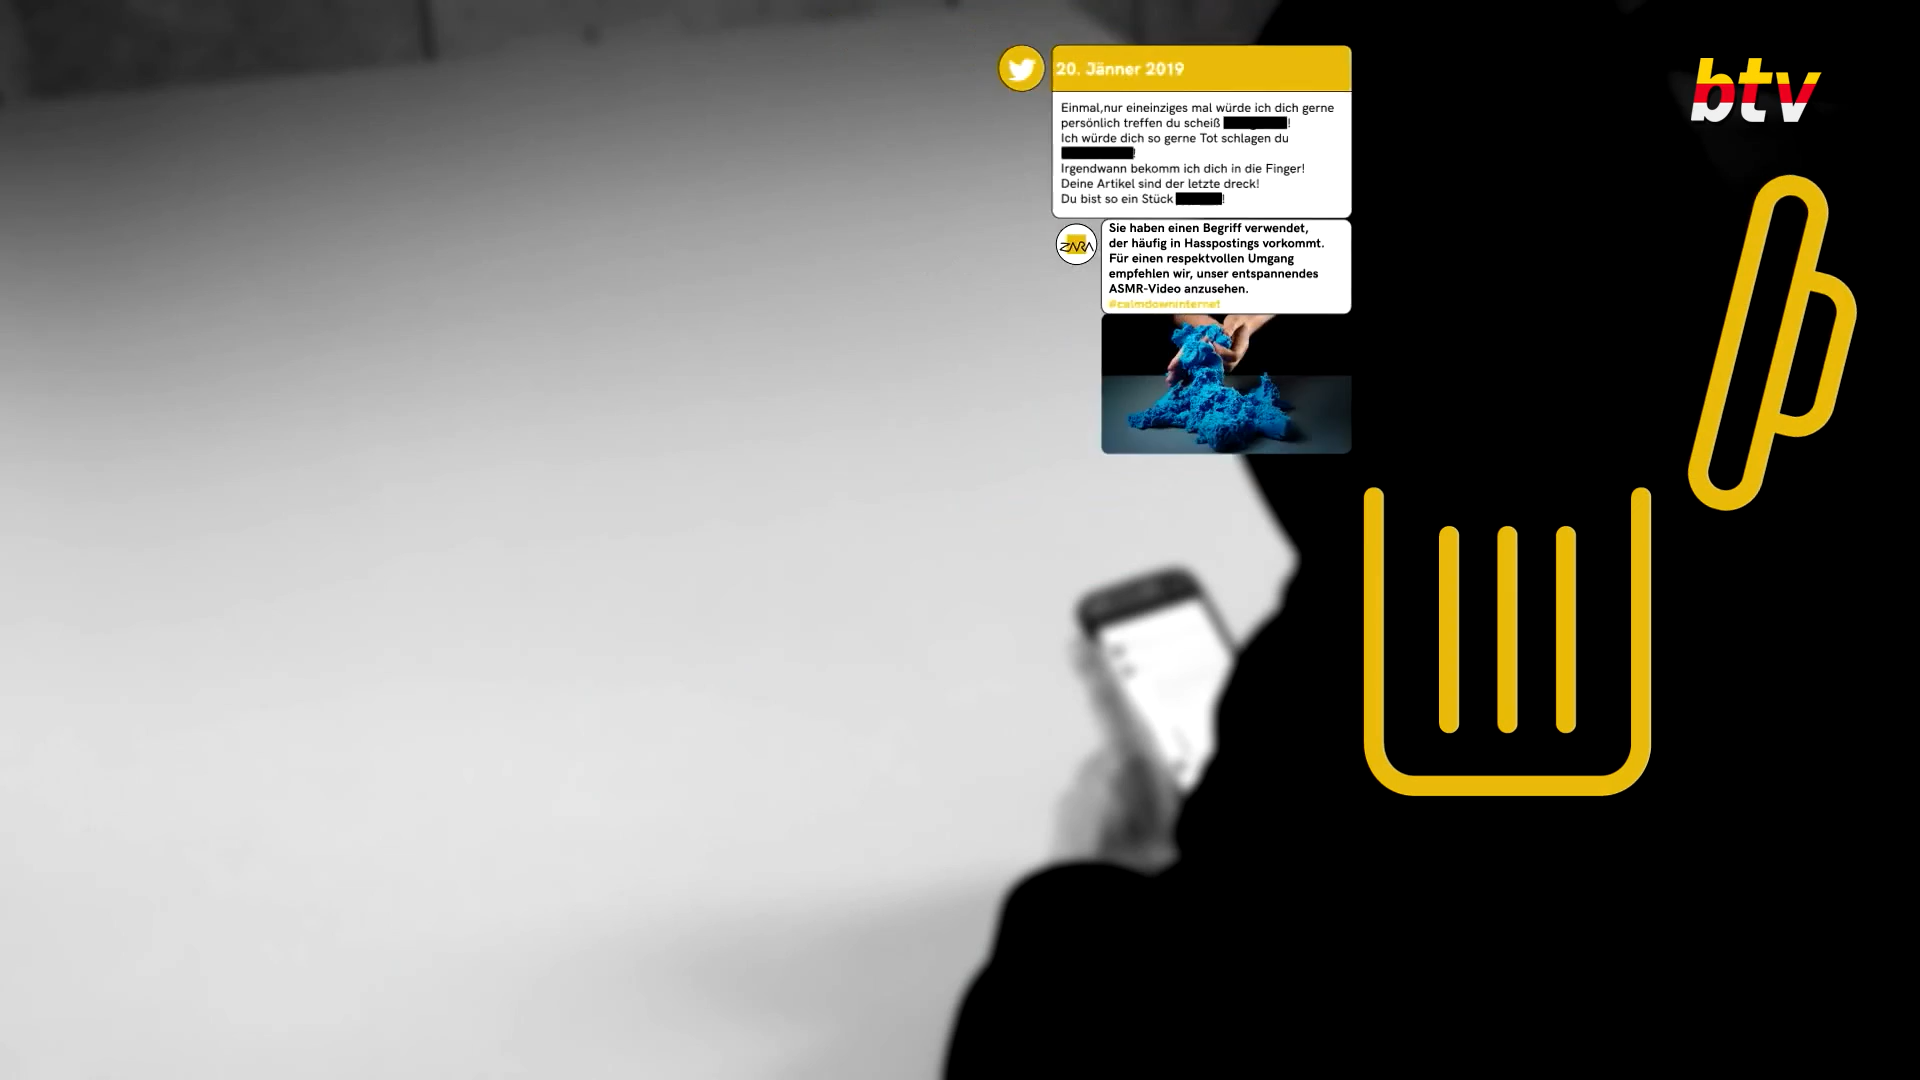 btv
20. Jänner 2019
Einmal,nur eineinziges mal würde ich dich gerne
persönlich treffen du scheiß !
Ich würde dich so gerne Tot schlagen du
!
Irgendwann bekomm ich dich in die Finger!
Deine Artikel sind der letzte dreck!
Du bist so ein Stück !
ZARA
Sie haben einen Begriff verwendet,
der häufig in Hasspostings vorkommt.
Für einen respektvollen Umgang
empfehlen wir, unser entspannendes
ASMR-Video anzusehen.
#calmdowninternet